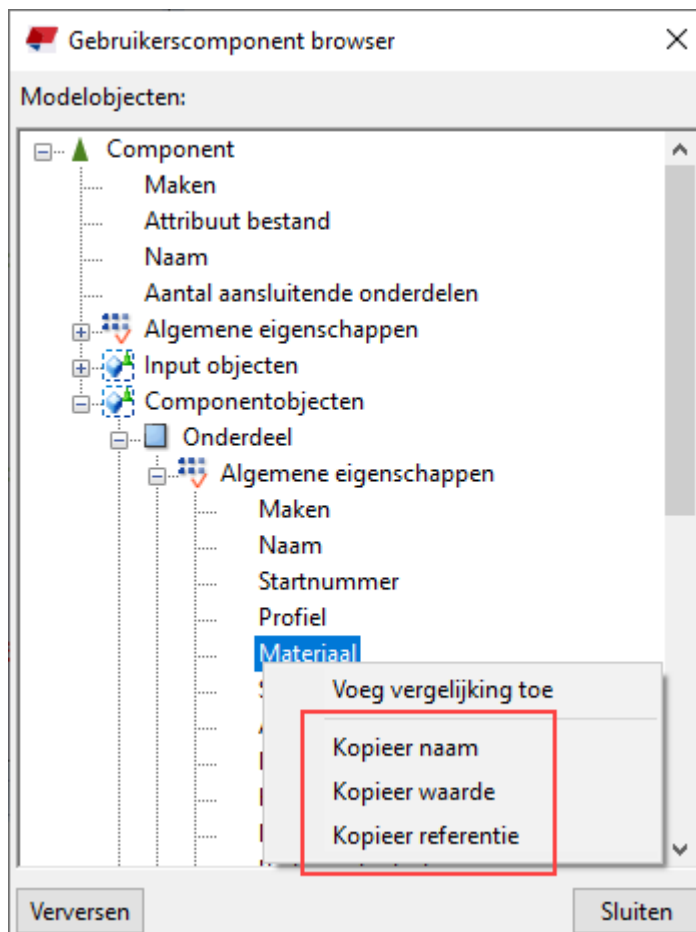 Gebruikerscomponent browser
Modelobjecten:
Component
Maken
Attribuut bestand
Naam
Aantal aansluitende onderdelen
Algemene eigenschappen
Input objecten
Componentobjecten
Onderdeel
Algemene eigenschappen
Maken
Naam
Startnummer
Profiel
Materiaal
Voeg vergelijking toe
Kopieer naam
Kopieer waarde
Kopieer referentie
Verversen
Sluiten